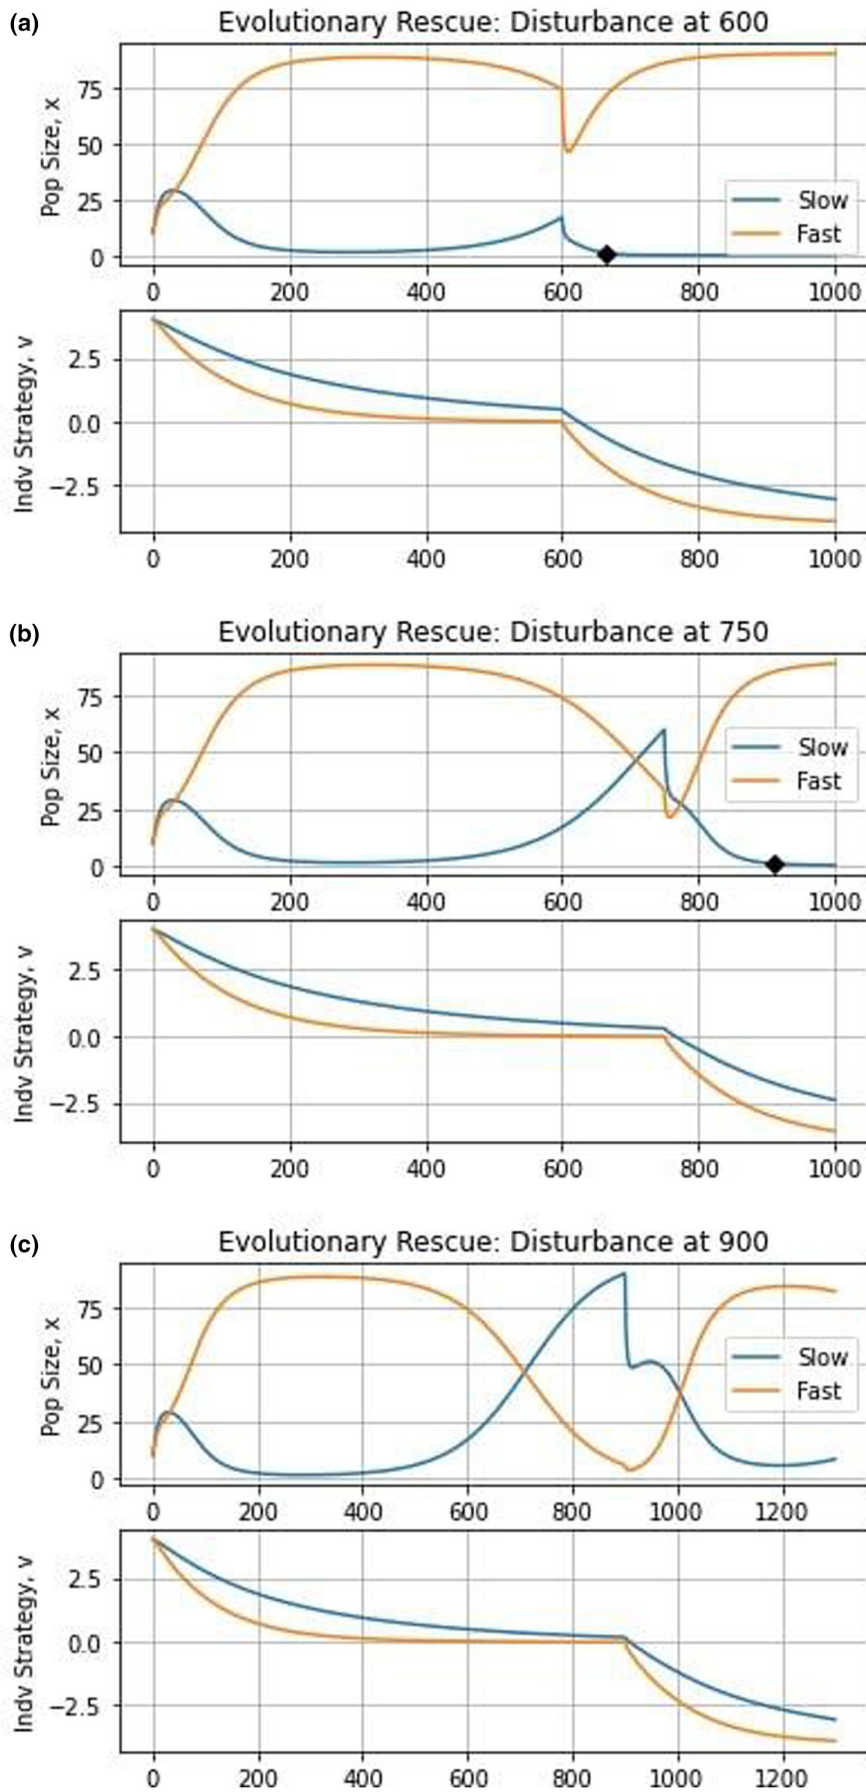 (a)
Evolutionary Rescue: Disturbance at 600
Pop Size, x
75
50
25
0
Slow
Fast
0 200 400 600 800 1000
Indv Strategy, v
2.5
0.0
−2.5
0 200 400 600 800 1000
(b)
Evolutionary Rescue: Disturbance at 750
Pop Size, x
75
50
25
0
Slow
Fast
0 200 400 600 800 1000
Indv Strategy, v
2.5
0.0
−2.5
0 200 400 600 800 1000
(c)
Evolutionary Rescue: Disturbance at 900
Pop Size, x
75
50
25
0
Slow
Fast
0 200 400 600 800 1000 1200
Indv Strategy, v
2.5
0.0
−2.5
0 200 400 600 800 1000 1200